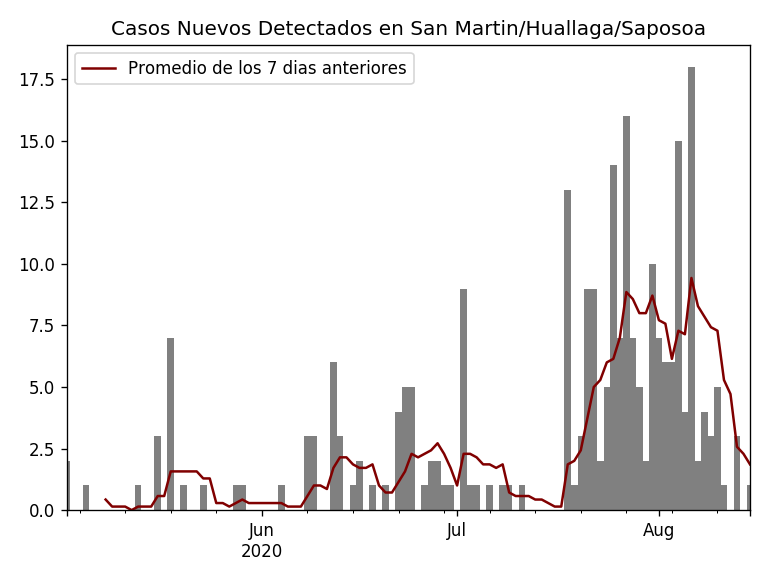 Casos Nuevos Detectados en San Martin/Huallaga/Saposoa
Promedio de los 7 dias anteriores
17.5
15.0
12.5
10.0
7.5
5.0
2.5
0.0
Jun
2020
Jul
Aug